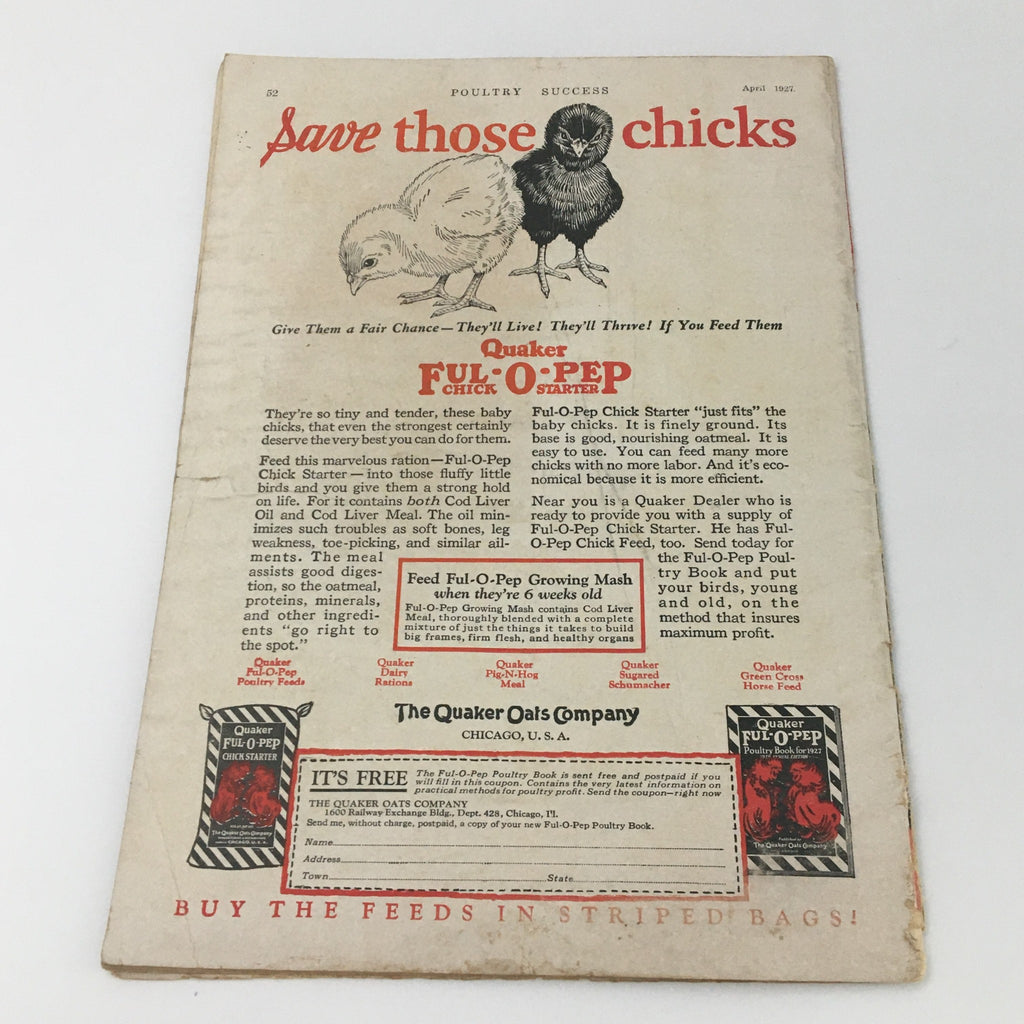 52 POULTRY SUCCESS April 1927.
Save those chicks
Give Them a Fair Chance—They'll Live! They'll Thrive! If You Feed Them
Quaker
FUL-O-PEP
CHICK STARTER
They're so tiny and tender, these baby
chicks, that even the strongest certainly
deserve the very best you can do for them.
Feed this marvelous ration—Ful-O-Pep
Chick Starter—into those fluffy little
birds and you give them a strong hold
on life. For it contains both Cod Liver
Oil and Cod Liver Meal. The oil min-
imizes such troubles as soft bones, leg
weakness, toe-picking, and similar ail-
ments. The meal
assists good diges-
tion, so the oatmeal,
proteins, minerals,
and other ingredi-
ents "go right to
the spot."
Ful-O-Pep Chick Starter "just fits" the
baby chicks. It is finely ground. Its
base is good, nourishing oatmeal. It is
easy to use. You can feed many more
chicks with no more labor. And it's eco-
nomical because it is more efficient.
Near you is a Quaker Dealer who is
ready to provide you with a supply of
Ful-O-Pep Chick Starter. He has Ful-
O-Pep Chick Feed, too. Send today for
the Ful-O-Pep Poul-
try Book and put
your birds, young
and old, on the
method that insures
maximum profit.
Feed Ful-O-Pep Growing Mash
when they're 6 weeks old
Ful-O-Pep Growing Mash contains Cod Liver
Meal, thoroughly blended with a complete
mixture of just the things it takes to build
big frames, firm flesh, and healthy organs
Quaker
Ful-O-Pep
Poultry Feeds
Quaker
Dairy
Rations
Quaker
Pig-N-Hog
Meal
Quaker
Sugared
Schumacher
Quaker
Green Cross
Horse Feed
The Quaker Oats Company
CHICAGO, U. S. A.
Quaker
FUL-O-PEP
CHICK STARTER
The Quaker Oats Company
CHICAGO, U.S.A.
Quaker
FUL-O-PEP
Poultry Book for 1927
Published by
The Quaker Oats Company
IT'S FREE
The Ful-O-Pep Poultry Book is sent free and postpaid if you
will fill in this coupon. Contains the very latest information on
practical methods for poultry profit. Send the coupon—right now
THE QUAKER OATS COMPANY
1600 Railway Exchange Bldg., Dept. 428, Chicago, Ill.
Send me, without charge, postpaid, a copy of your new Ful-O-Pep Poultry Book.
Name
Address
Town State
BUY THE FEEDS IN STRIPED BAGS!